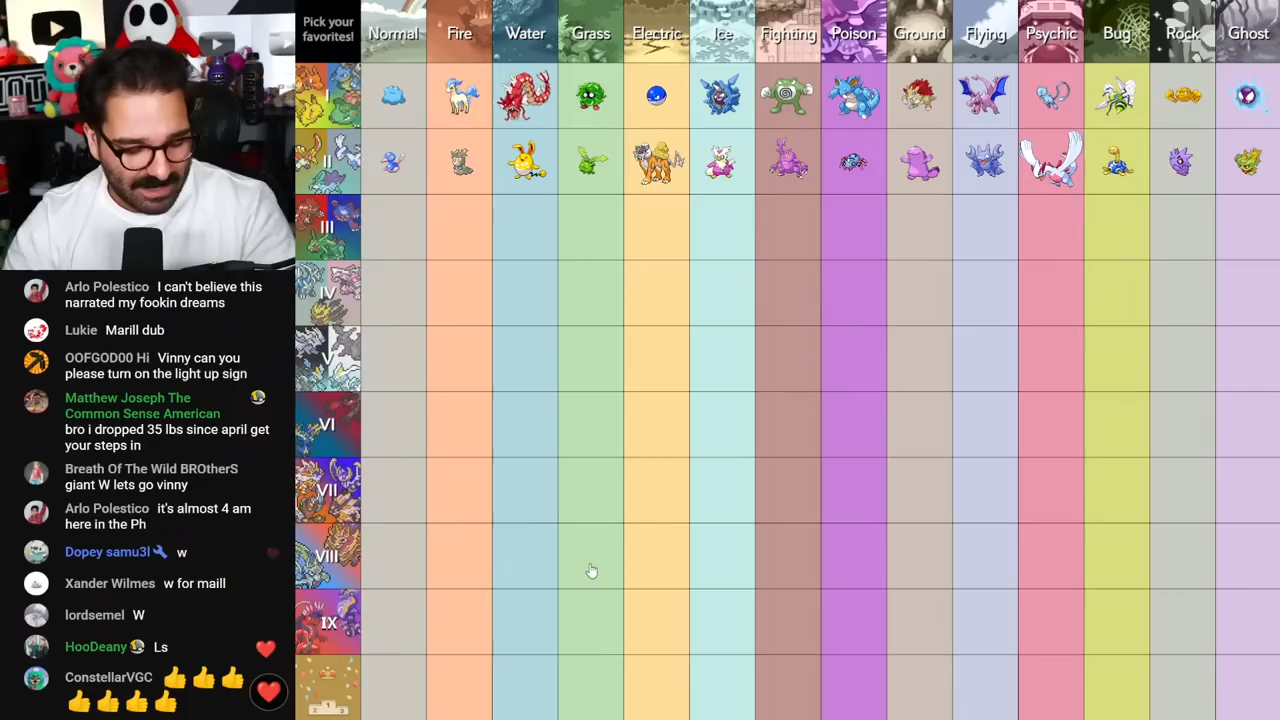 Pick your
favorites!
Normal
Fire
Water
Grass
Electric
Ice
Fighting
Poison
Ground
Flying
Psychic
Bug
Rock
Ghost
I
II
III
IV
V
VI
VII
VIII
IX
Arlo Polestico I can't believe this
narrated my fookin dreams
Lukie Marill dub
OOFGOD00 Hi Vinny can you
please turn on the light up sign
Matthew Joseph The
Common Sense American
bro i dropped 35 lbs since april get
your steps in
Breath Of The Wild BROtherS
giant W lets go vinny
Arlo Polestico it's almost 4 am
here in the Ph
Dopey samu3l w
Xander Wilmes w for maill
lordsemel W
HooDeany Ls
ConstellarVGC 👍👍👍
👍👍👍👍
1
2
3